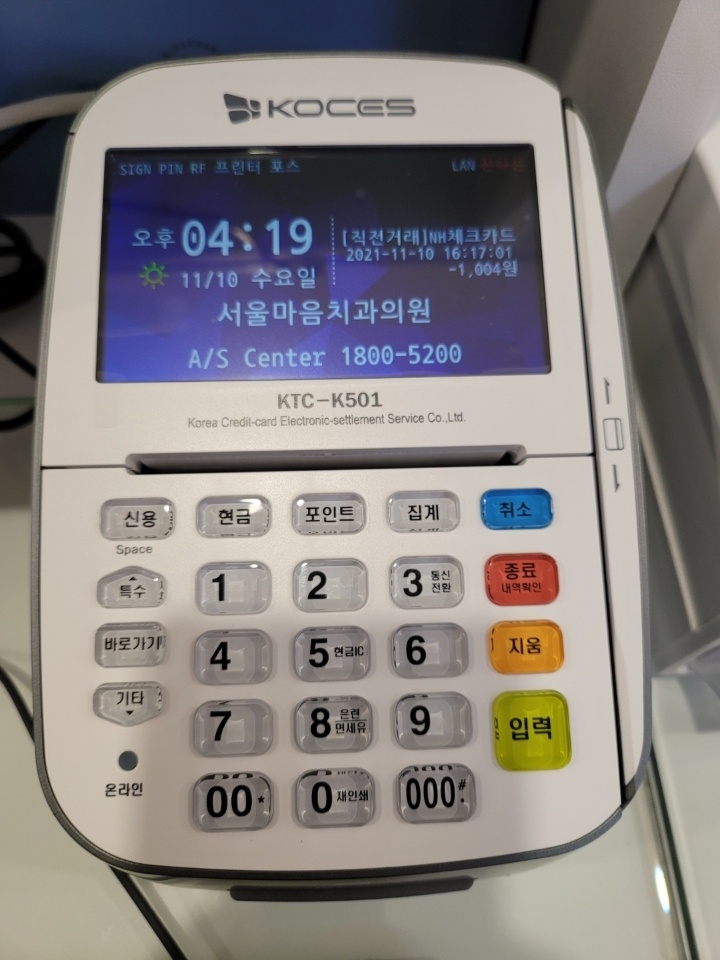 KOCES
SIGN PIN RF 프린터 포스 LAN
오후 04:19
11/10 수요일
[직전거래]NH체크카드
2021-11-10 16:17:01
-1,004원
서울마음치과의원
A/S Center 1800-5200
KTC-K501
Korea Credit-card Electronic-settlement Service Co.,Ltd.
신용 현금 포인트 집계 취소
Space
특수 1 2 3 통신전환 종료 내역확인
바로가기 4 5 현금IC 6 지움
기타 7 8 은련 면세유 9 입력
온라인 00* 0 재인쇄 000.#